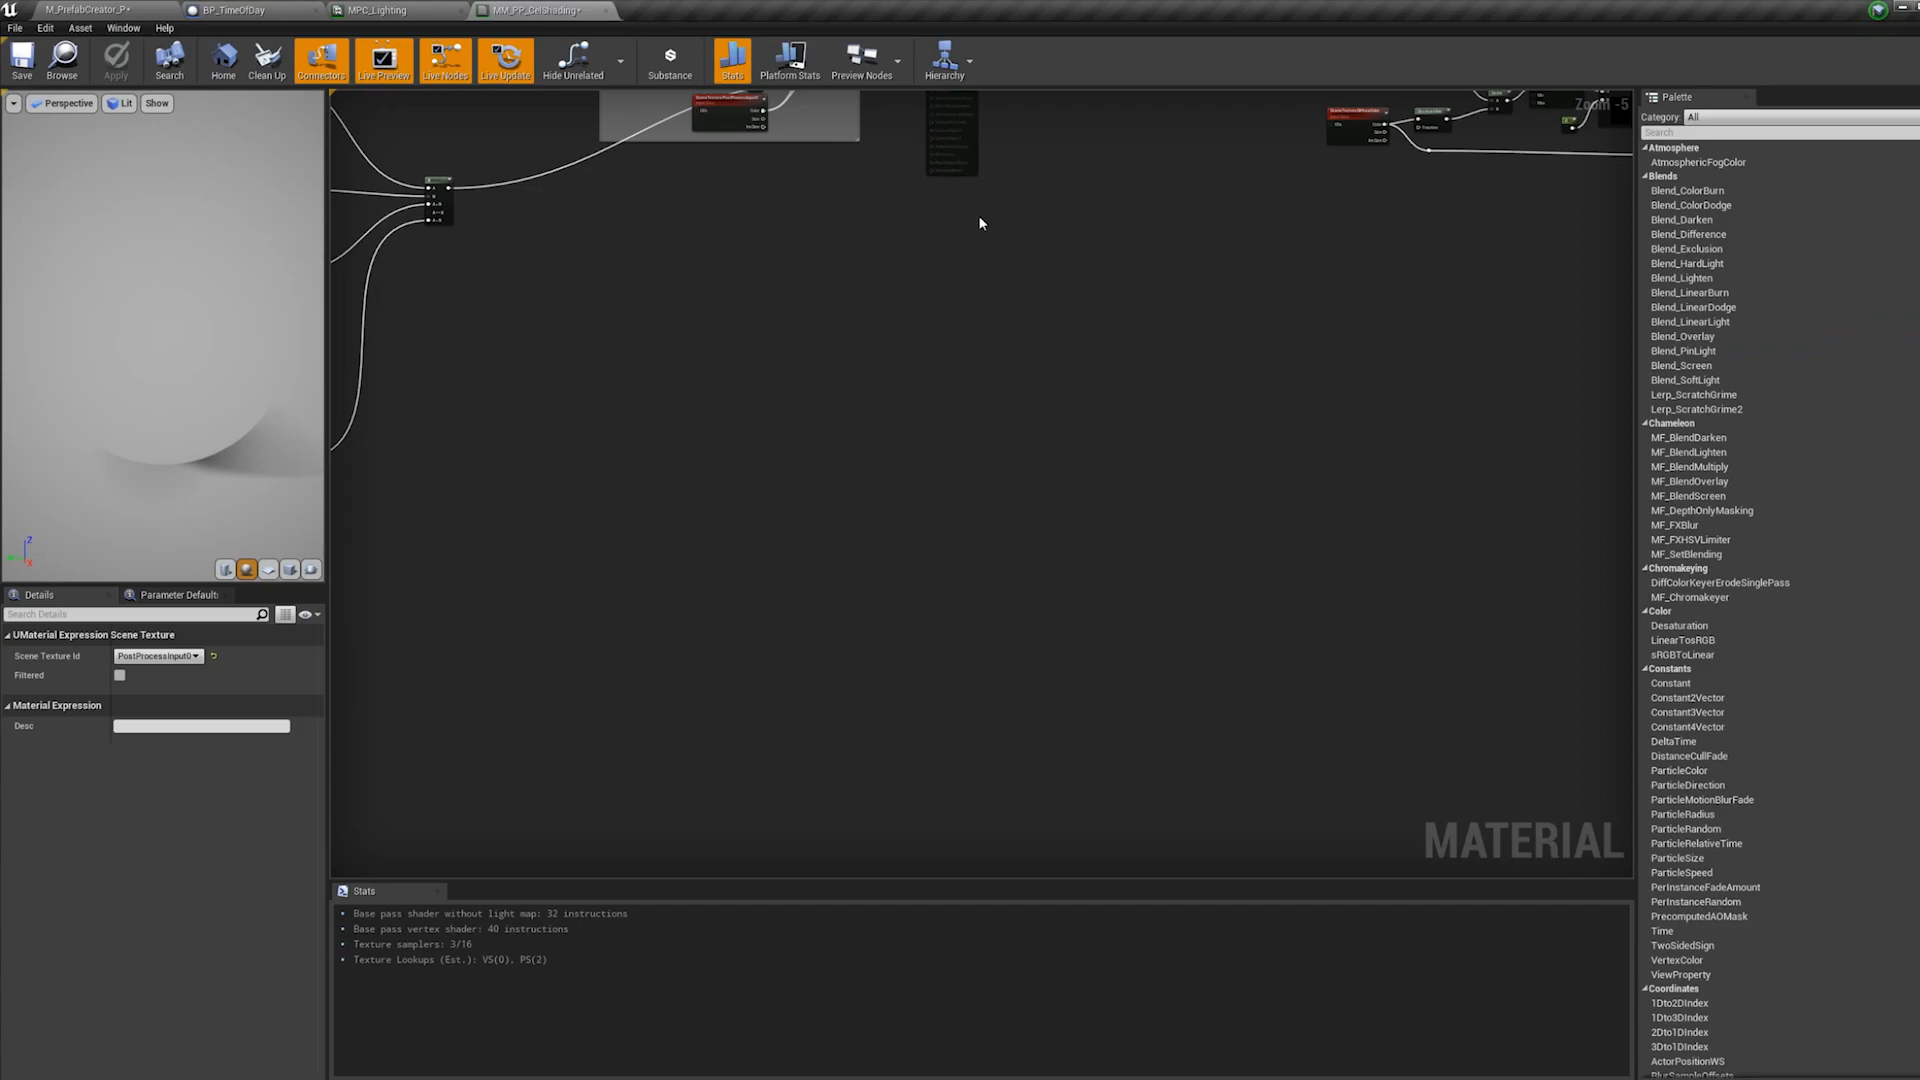 M_PrefabCreator_P*
BP_TimeOfDay
MPC_Lighting
MM_PP_CelShading*
File
Edit
Asset
Window
Help
Save
Browse
Apply
Search
Home
Clean Up
Connectors
Live Preview
Live Nodes
Live Update
Hide Unrelated
Substance
Stats
Platform Stats
Preview Nodes
Hierarchy
Perspective
Lit
Show
Zoom -5
MATERIAL
Details
Parameter Default
Search Details
UMaterial Expression Scene Texture
Scene Texture Id
PostProcessInput0
Filtered
Material Expression
Desc
Stats
Base pass shader without light map: 32 instructions
Base pass vertex shader: 40 instructions
Texture samplers: 3/16
Texture Lookups (Est.): VS(0), PS(2)
Palette
Category:
All
Search
Atmosphere
AtmosphericFogColor
Blends
Blend_ColorBurn
Blend_ColorDodge
Blend_Darken
Blend_Difference
Blend_Exclusion
Blend_HardLight
Blend_Lighten
Blend_LinearBurn
Blend_LinearDodge
Blend_LinearLight
Blend_Overlay
Blend_PinLight
Blend_Screen
Blend_SoftLight
Lerp_ScratchGrime
Lerp_ScratchGrime2
Chameleon
MF_BlendDarken
MF_BlendLighten
MF_BlendMultiply
MF_BlendOverlay
MF_BlendScreen
MF_DepthOnlyMasking
MF_FXBlur
MF_FXHSVLimiter
MF_SetBlending
Chromakeying
DiffColorKeyerErodeSinglePass
MF_Chromakeyer
Color
Desaturation
LinearTosRGB
sRGBToLinear
Constants
Constant
Constant2Vector
Constant3Vector
Constant4Vector
DeltaTime
DistanceCullFade
ParticleColor
ParticleDirection
ParticleMotionBlurFade
ParticleRadius
ParticleRandom
ParticleRelativeTime
ParticleSize
ParticleSpeed
PerInstanceFadeAmount
PerInstanceRandom
PrecomputedAOMask
Time
TwoSidedSign
VertexColor
ViewProperty
Coordinates
1Dto2DIndex
1Dto3DIndex
2Dto1DIndex
3Dto1DIndex
ActorPositionWS
BlurSampleOffsets